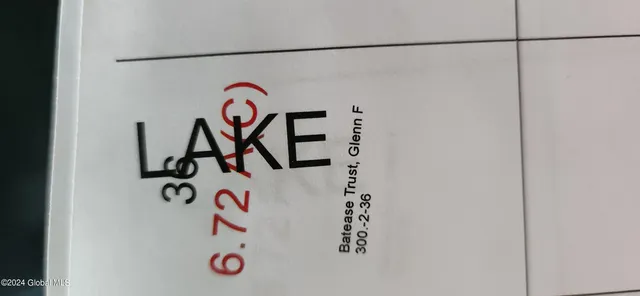 LAKE
36
6.72 A(C)
Batease Trust, Glenn F
300.-2-36
©2024 Global MLS